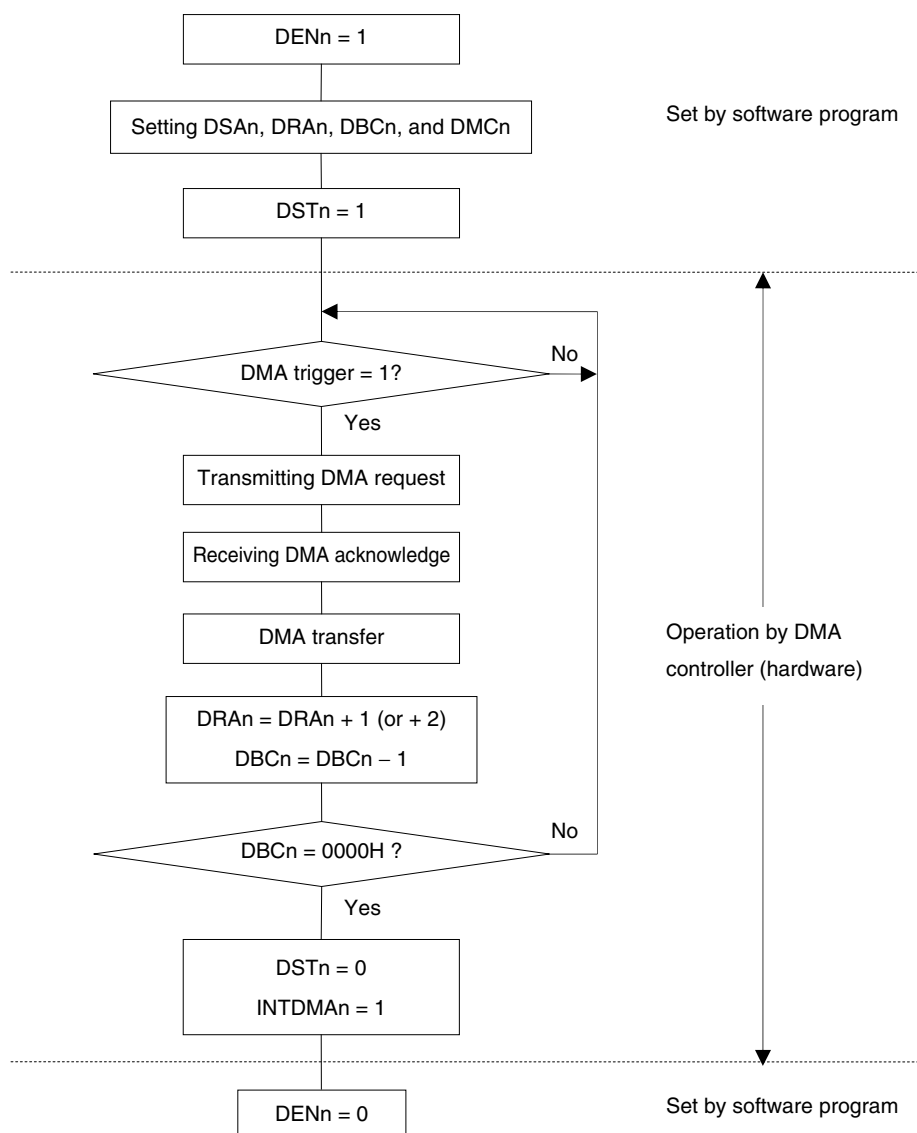 DENn = 1
Setting DSAn, DRAn, DBCn, and DMCn
Set by software program
DSTn = 1
DMA trigger = 1?
No
Yes
Transmitting DMA request
Receiving DMA acknowledge
DMA transfer
Operation by DMA
controller (hardware)
DRAn = DRAn + 1 (or + 2)
DBCn = DBCn − 1
DBCn = 0000H ?
No
Yes
DSTn = 0
INTDMAn = 1
DENn = 0
Set by software program